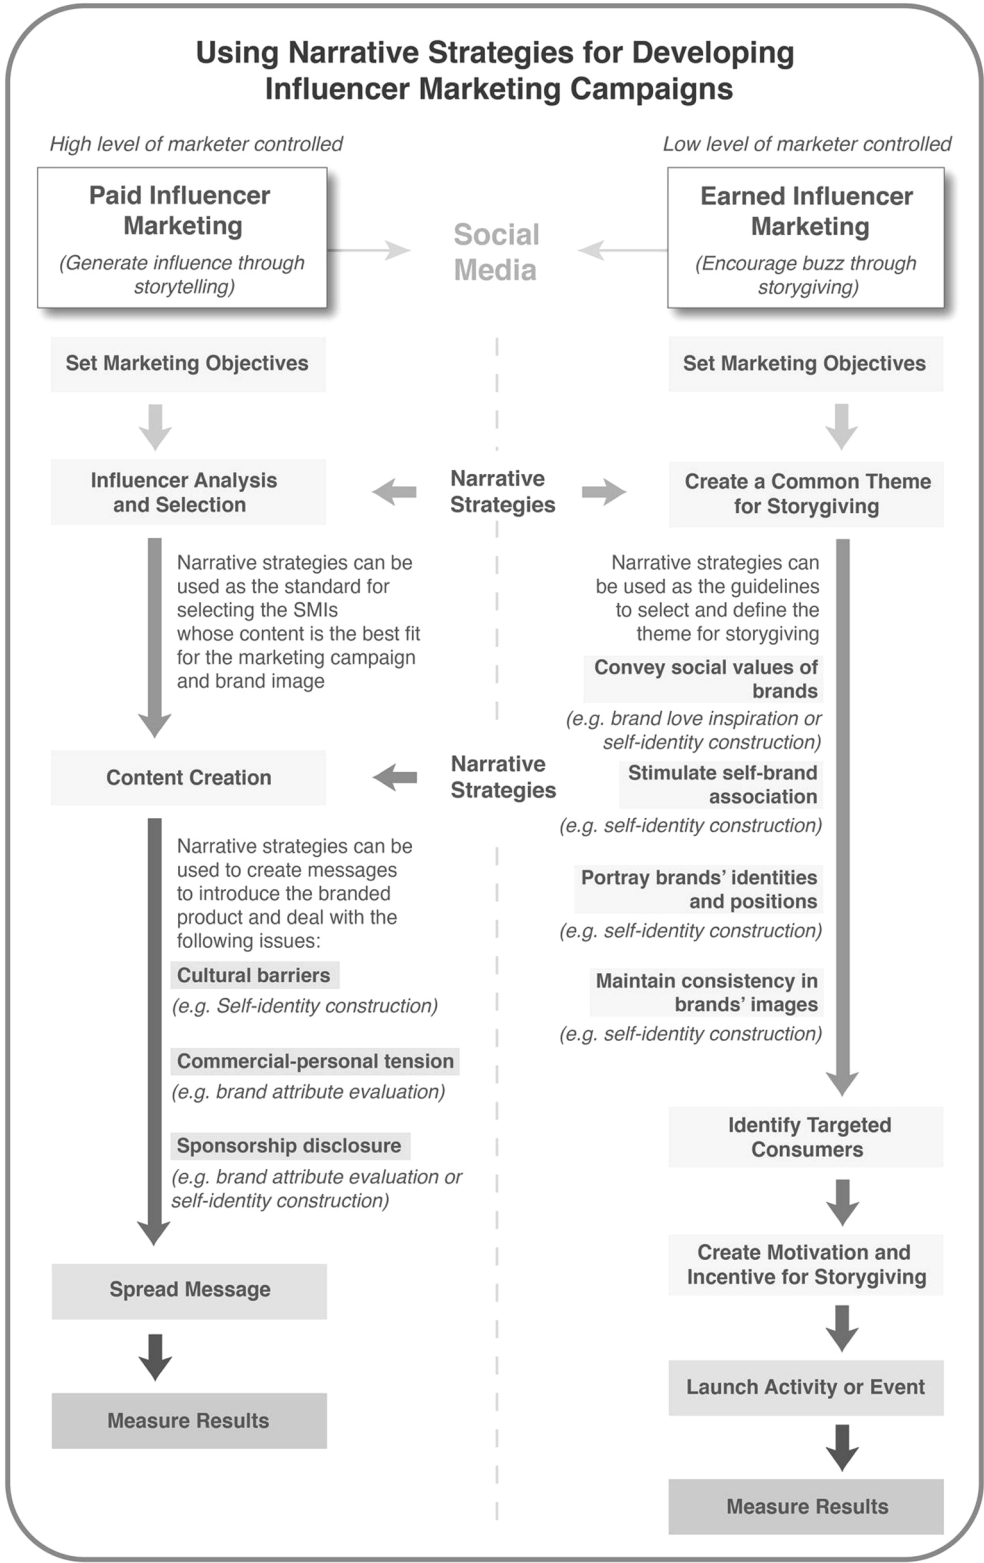 Using Narrative Strategies for Developing
Influencer Marketing Campaigns
High level of marketer controlled
Paid Influencer
Marketing
(Generate influence through
storytelling)
Social
Media
Low level of marketer controlled
Earned Influencer
Marketing
(Encourage buzz through
storygiving)
Set Marketing Objectives
Influencer Analysis
and Selection
Narrative
Strategies
Narrative strategies can be
used as the standard for
selecting the SMIs
whose content is the best fit
for the marketing campaign
and brand image
Content Creation
Narrative
Strategies
Narrative strategies can be
used to create messages
to introduce the branded
product and deal with the
following issues:
Cultural barriers
(e.g. Self-identity construction)
Commercial-personal tension
(e.g. brand attribute evaluation)
Sponsorship disclosure
(e.g. brand attribute evaluation or
self-identity construction)
Spread Message
Measure Results
Set Marketing Objectives
Create a Common Theme
for Storygiving
Narrative strategies can
be used as the guidelines
to select and define the
theme for storygiving
Convey social values of
brands
(e.g. brand love inspiration or
self-identity construction)
Stimulate self-brand
association
(e.g. self-identity construction)
Portray brands’ identities
and positions
(e.g. self-identity construction)
Maintain consistency in
brands’ images
(e.g. self-identity construction)
Identify Targeted
Consumers
Create Motivation and
Incentive for Storygiving
Launch Activity or Event
Measure Results